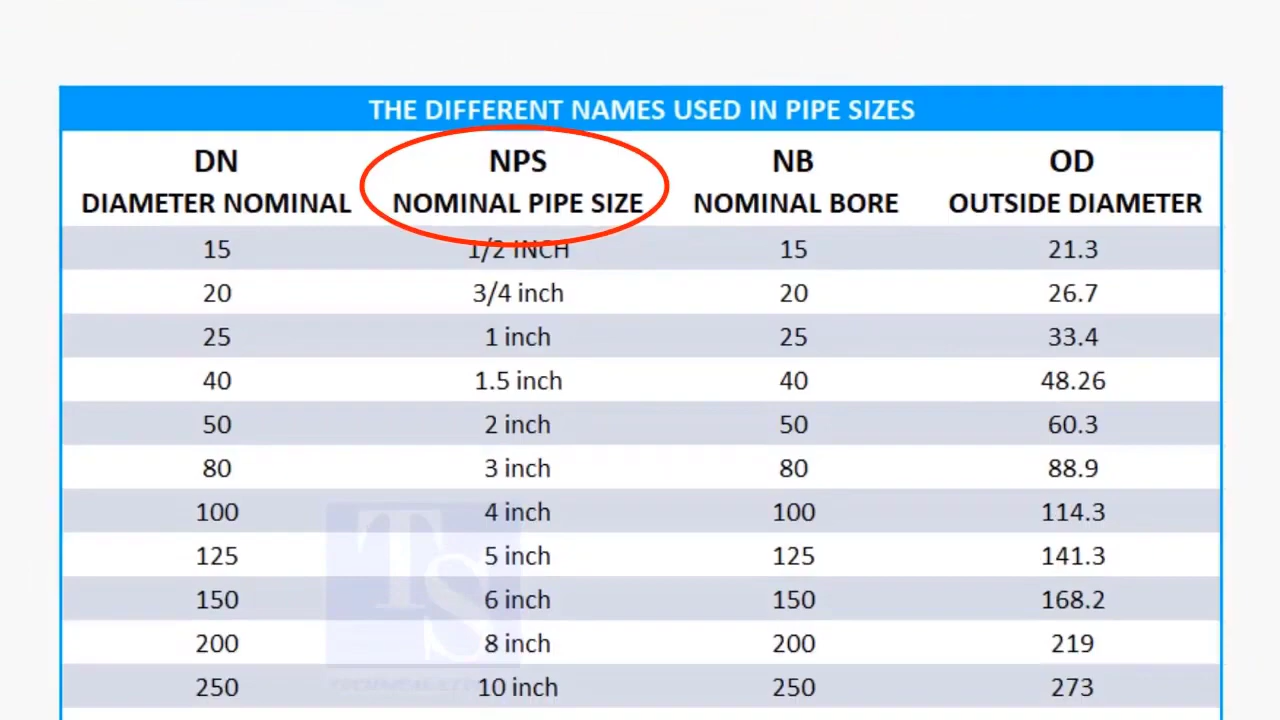 THE DIFFERENT NAMES USED IN PIPE SIZES
DN NPS NB OD
DIAMETER NOMINAL NOMINAL PIPE SIZE NOMINAL BORE OUTSIDE DIAMETER
15 1/2 INCH 15 21.3
20 3/4 inch 20 26.7
25 1 inch 25 33.4
40 1.5 inch 40 48.26
50 2 inch 50 60.3
80 3 inch 80 88.9
100 4 inch 100 114.3
125 5 inch 125 141.3
150 6 inch 150 168.2
200 8 inch 200 219
250 10 inch 250 273
TS